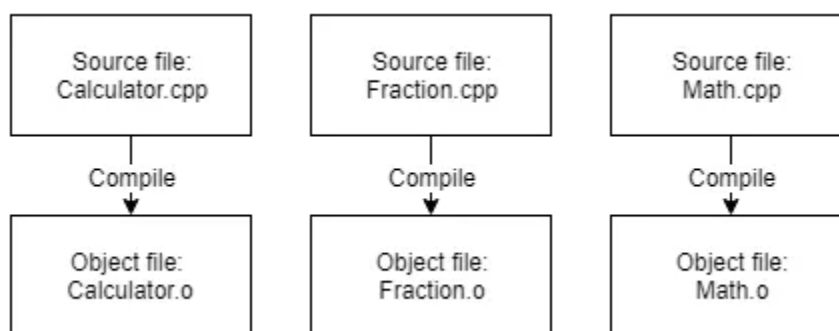 Source file:
Calculator.cpp
Source file:
Fraction.cpp
Source file:
Math.cpp
Compile
Compile
Compile
Object file:
Calculator.o
Object file:
Fraction.o
Object file:
Math.o